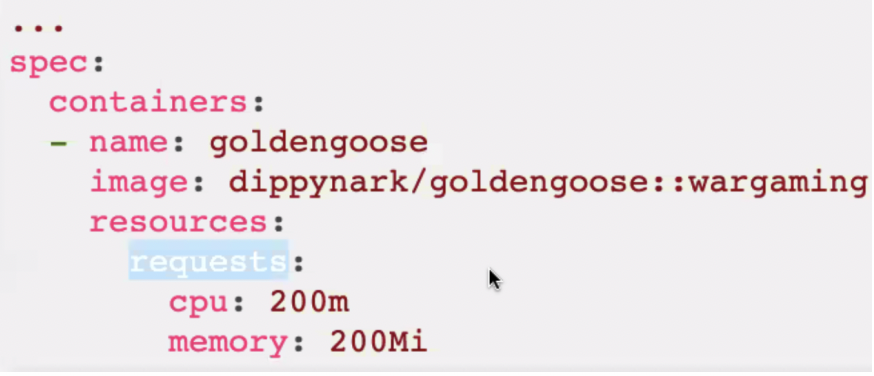 ...
spec:
  containers:
  - name: goldengoose
    image: dippynark/goldengoose::wargaming
    resources:
      requests:
        cpu: 200m
        memory: 200Mi